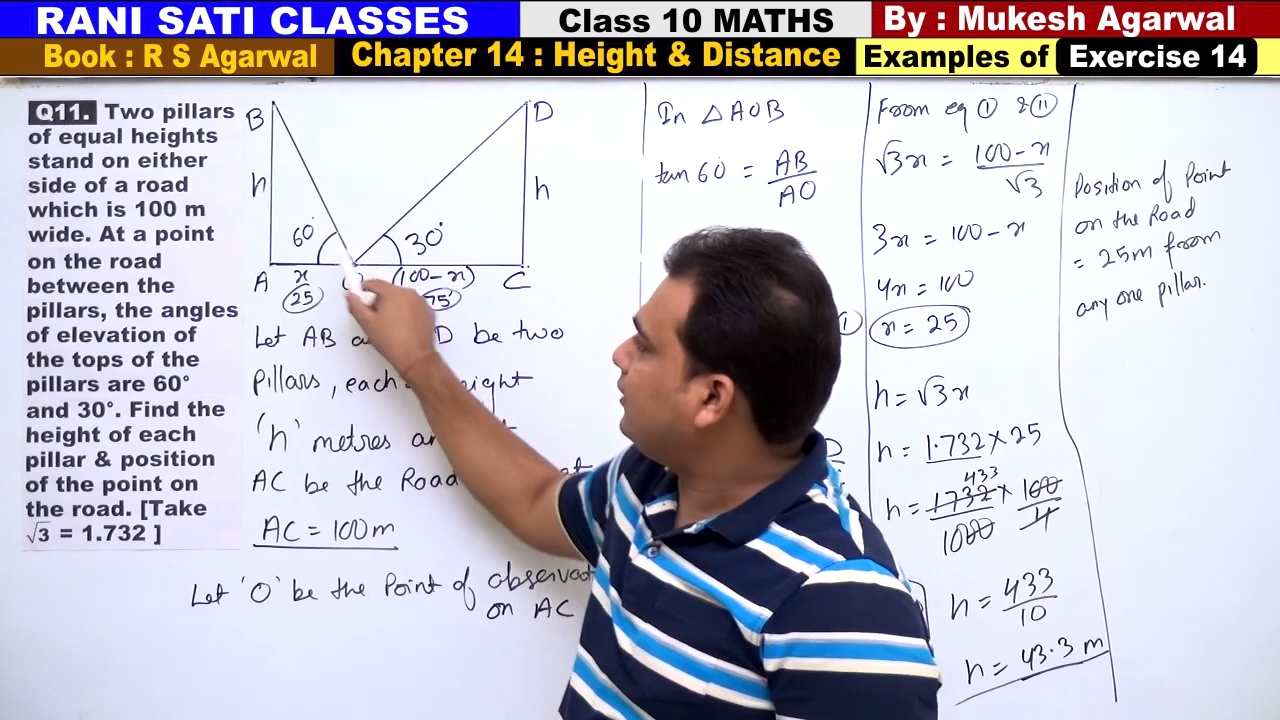 RANI SATI CLASSES
Class 10 MATHS
By : Mukesh Agarwal
Book : R S Agarwal
Chapter 14 : Height & Distance
Examples of Exercise 14
Q11. Two pillars
of equal heights
stand on either
side of a road
which is 100 m
wide. At a point
on the road
between the
pillars, the angles
of elevation of
the tops of the
pillars are 60°
and 30°. Find the
height of each
pillar & position
of the point on
the road. [Take
√3 = 1.732 ]
B
D
h
h
60°
30°
A
x
(100-x)
C
25
75
Let AB D be two
Pillars, each
'h' metres
AC be the Road
AC = 100m
Let 'O' be the Point of
on AC
In △AOB
tan 60° = AB/AO
I
From eq I & II
√3x = 100-x/√3
3x = 100-x
4x = 100
x = 25
h = √3x
h = 1.732 × 25
433
h = 1732/1000 × 100/4
h = 433/10
h = 43.3 m
Position of Point
on the Road
= 25m from
any one pillar.